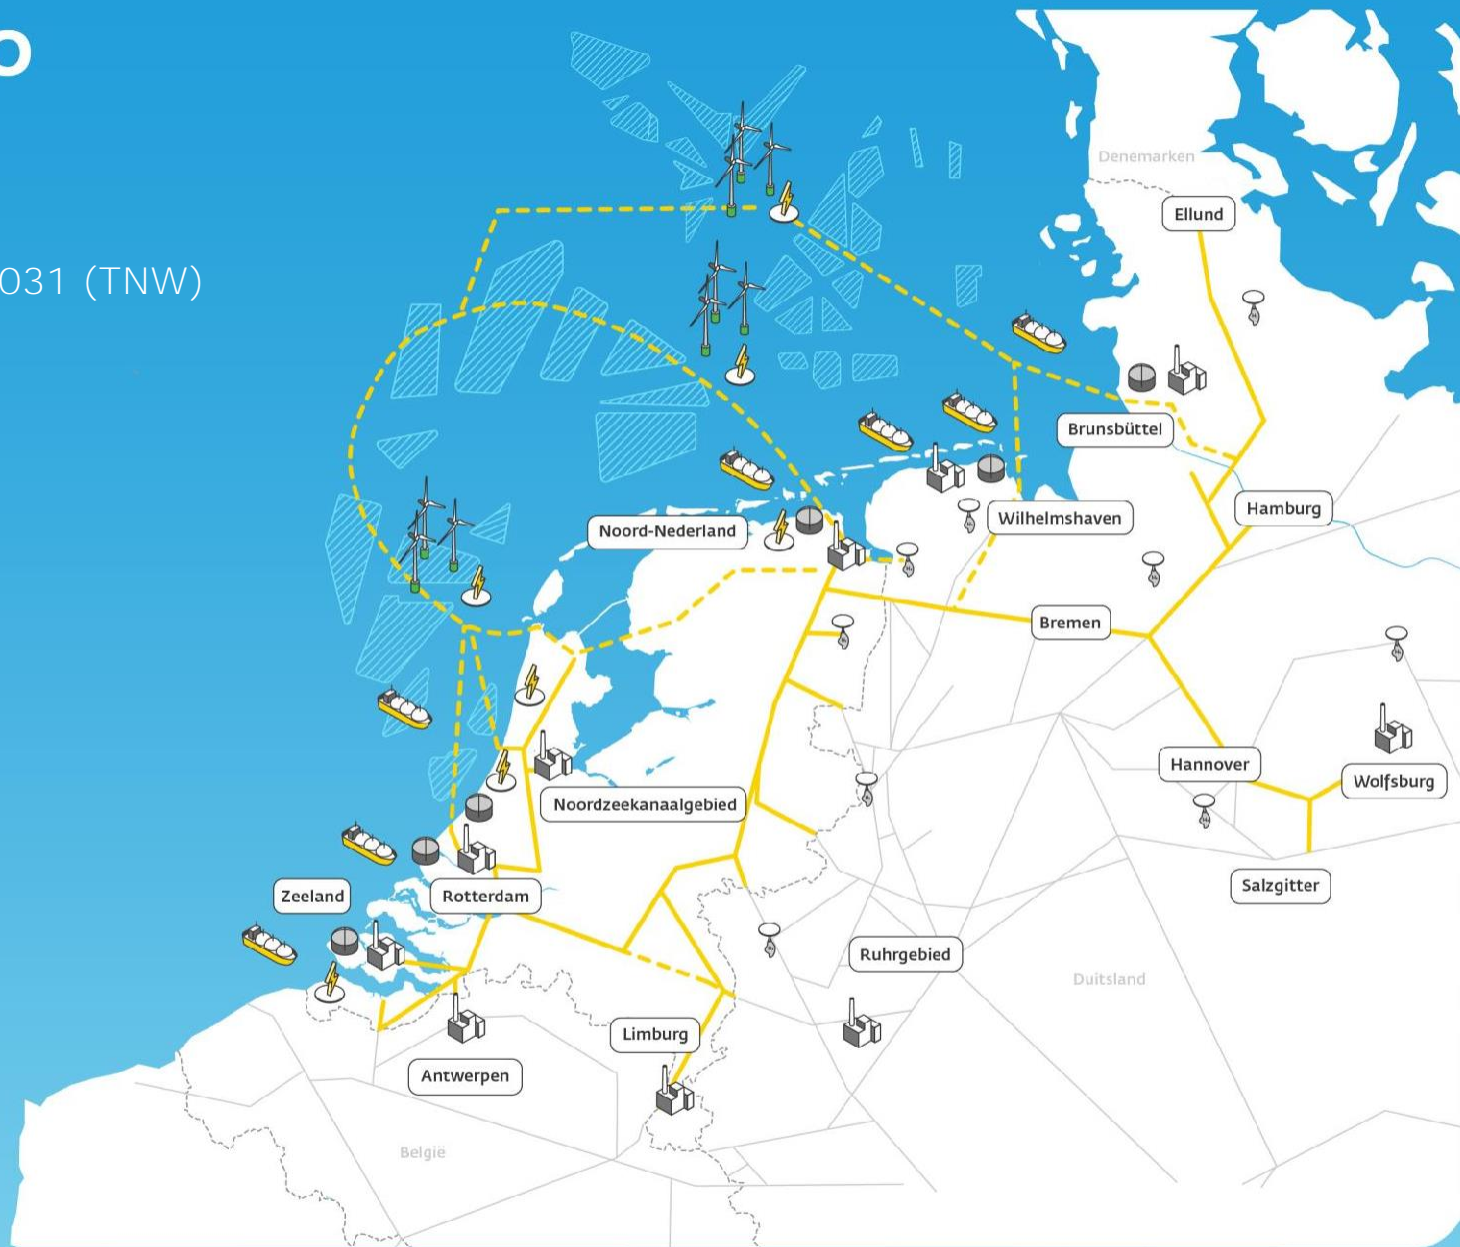 o
Denemarken
Ellund
031 (TNW)
Brunsbüttel
Hamburg
Wilhelmshaven
Noord-Nederland
Bremen
Hannover
Wolfsburg
Noordzeekanaalgebied
Salzgitter
Zeeland
Rotterdam
Ruhrgebied
Duitsland
Limburg
Antwerpen
België